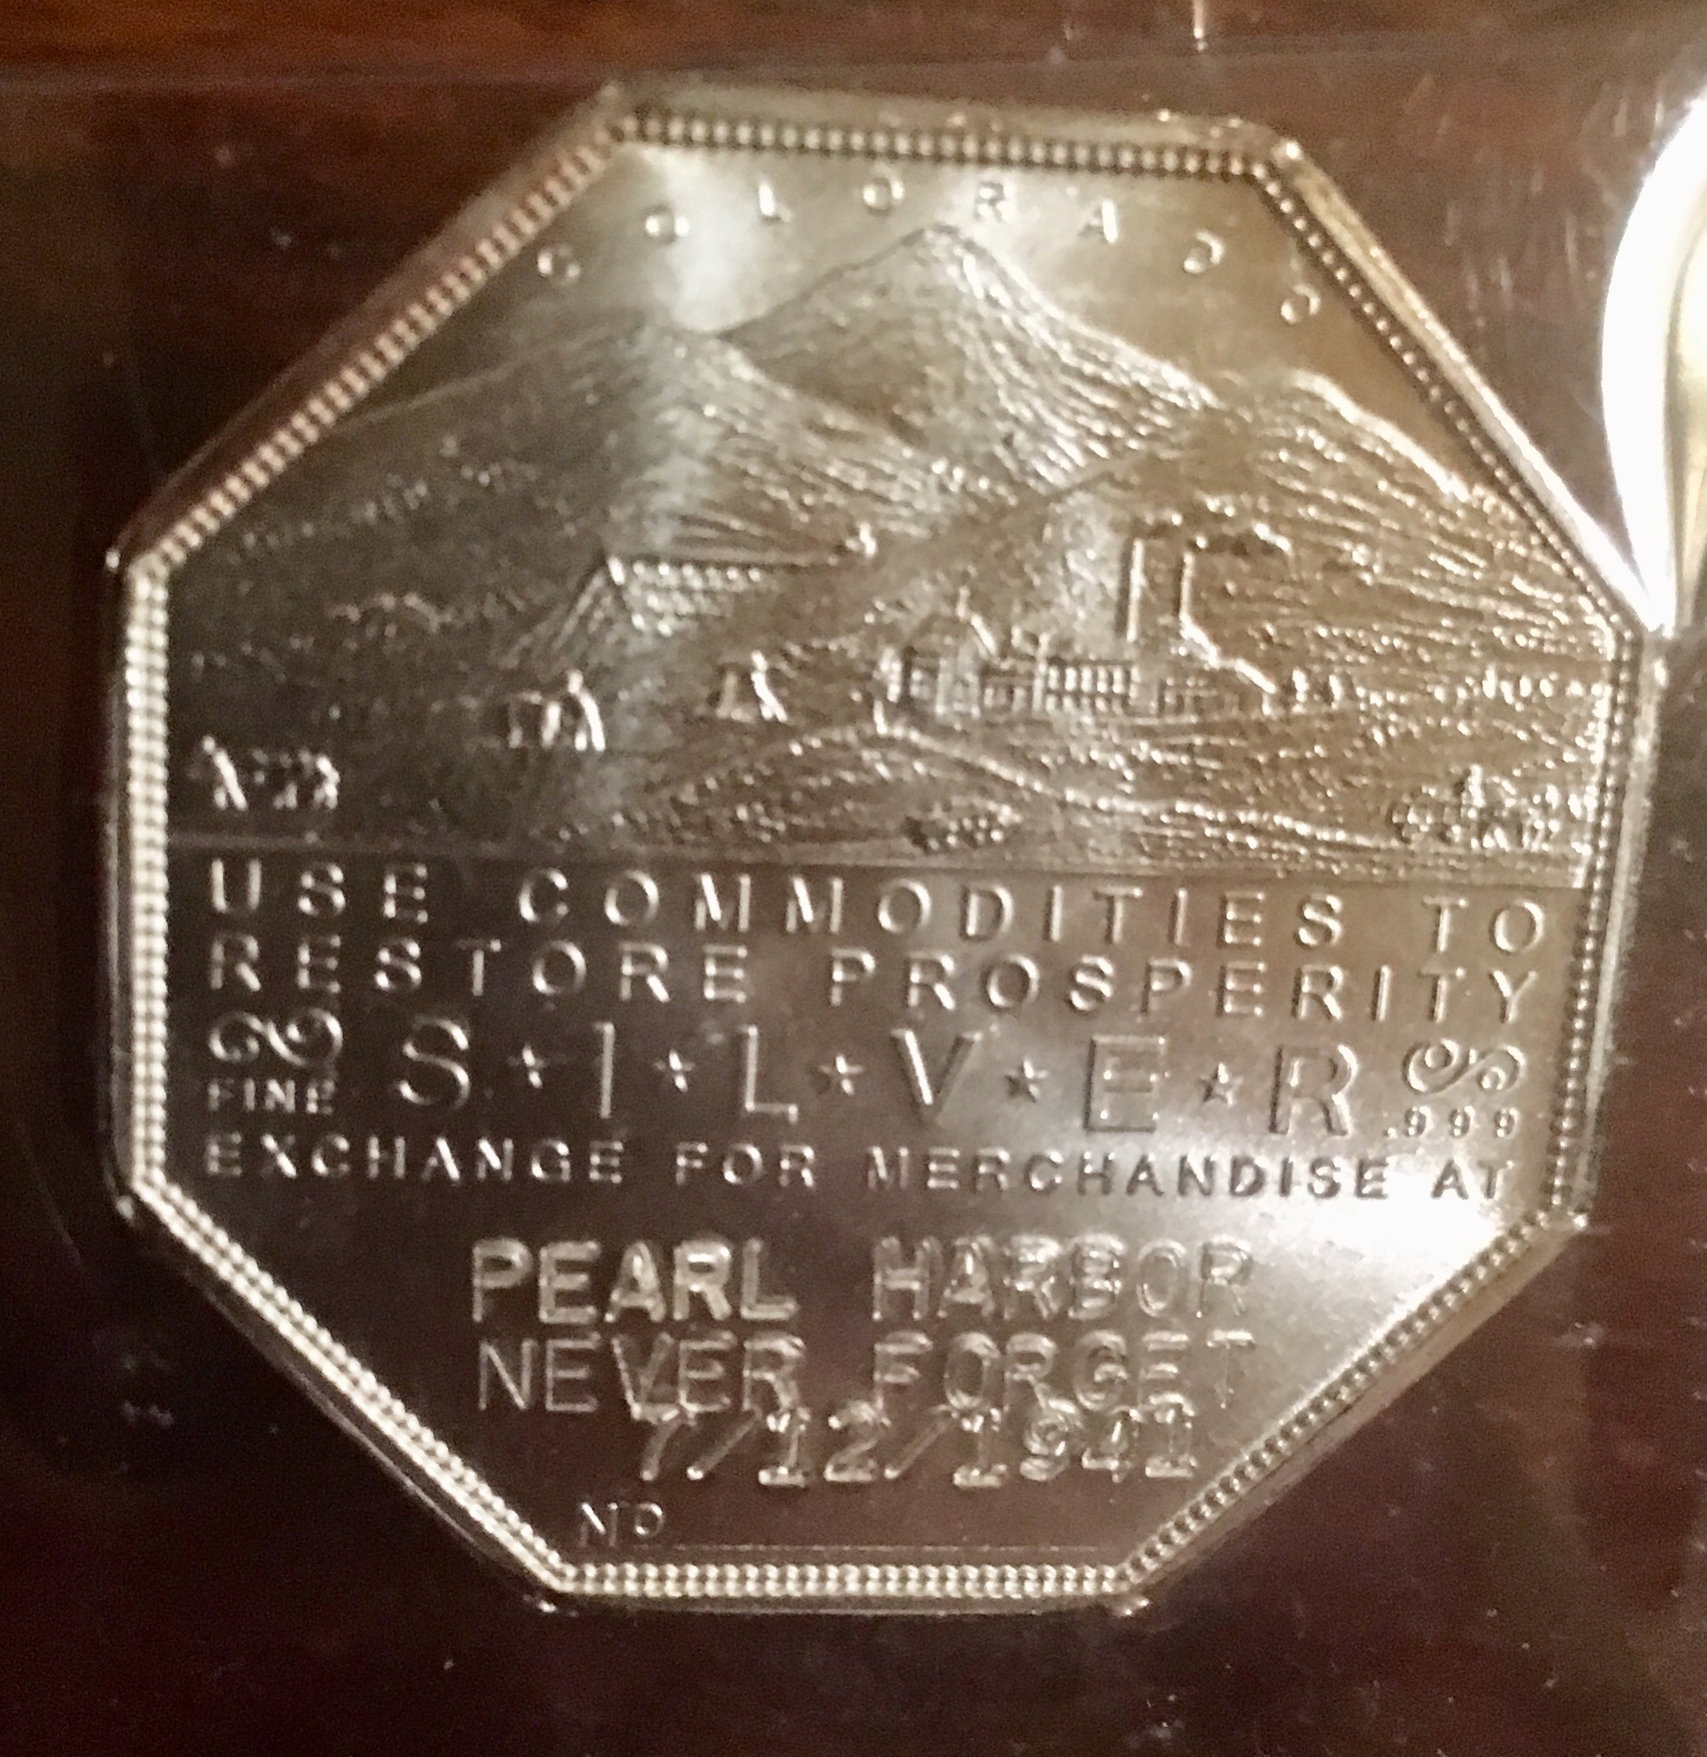 COLORADO
USE COMMODITIES TO
RESTORE PROSPERITY
FINE S★I★L★V★E★R .999
EXCHANGE FOR MERCHANDISE AT
PEARL HARBOR
NEVER FORGET
7/12/1941
NO